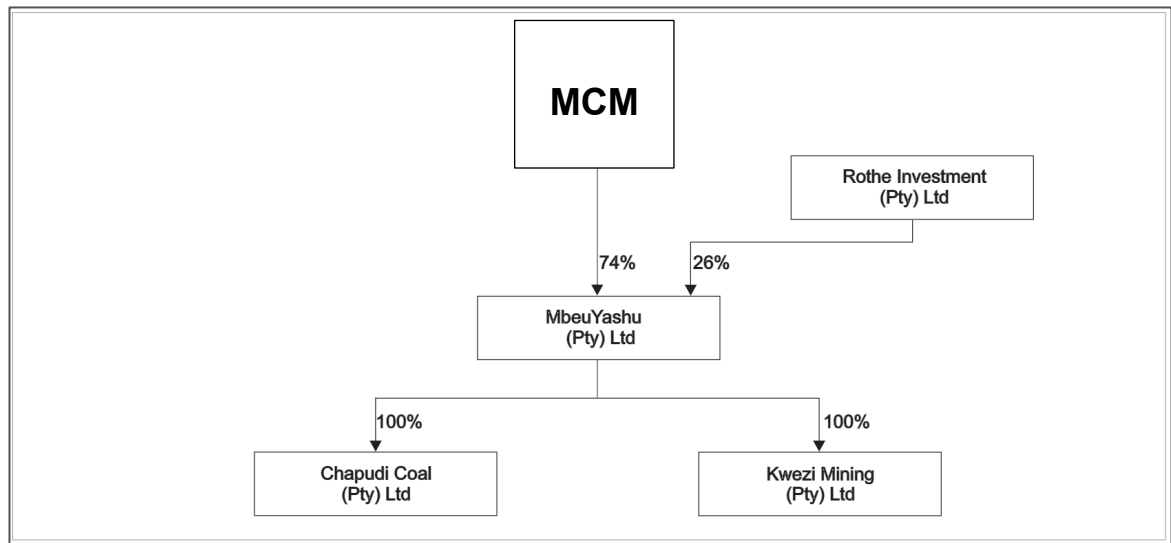 MCM
Rothe Investment
(Pty) Ltd
74%
26%
MbeuYashu
(Pty) Ltd
100%
100%
Chapudi Coal
(Pty) Ltd
Kwezi Mining
(Pty) Ltd